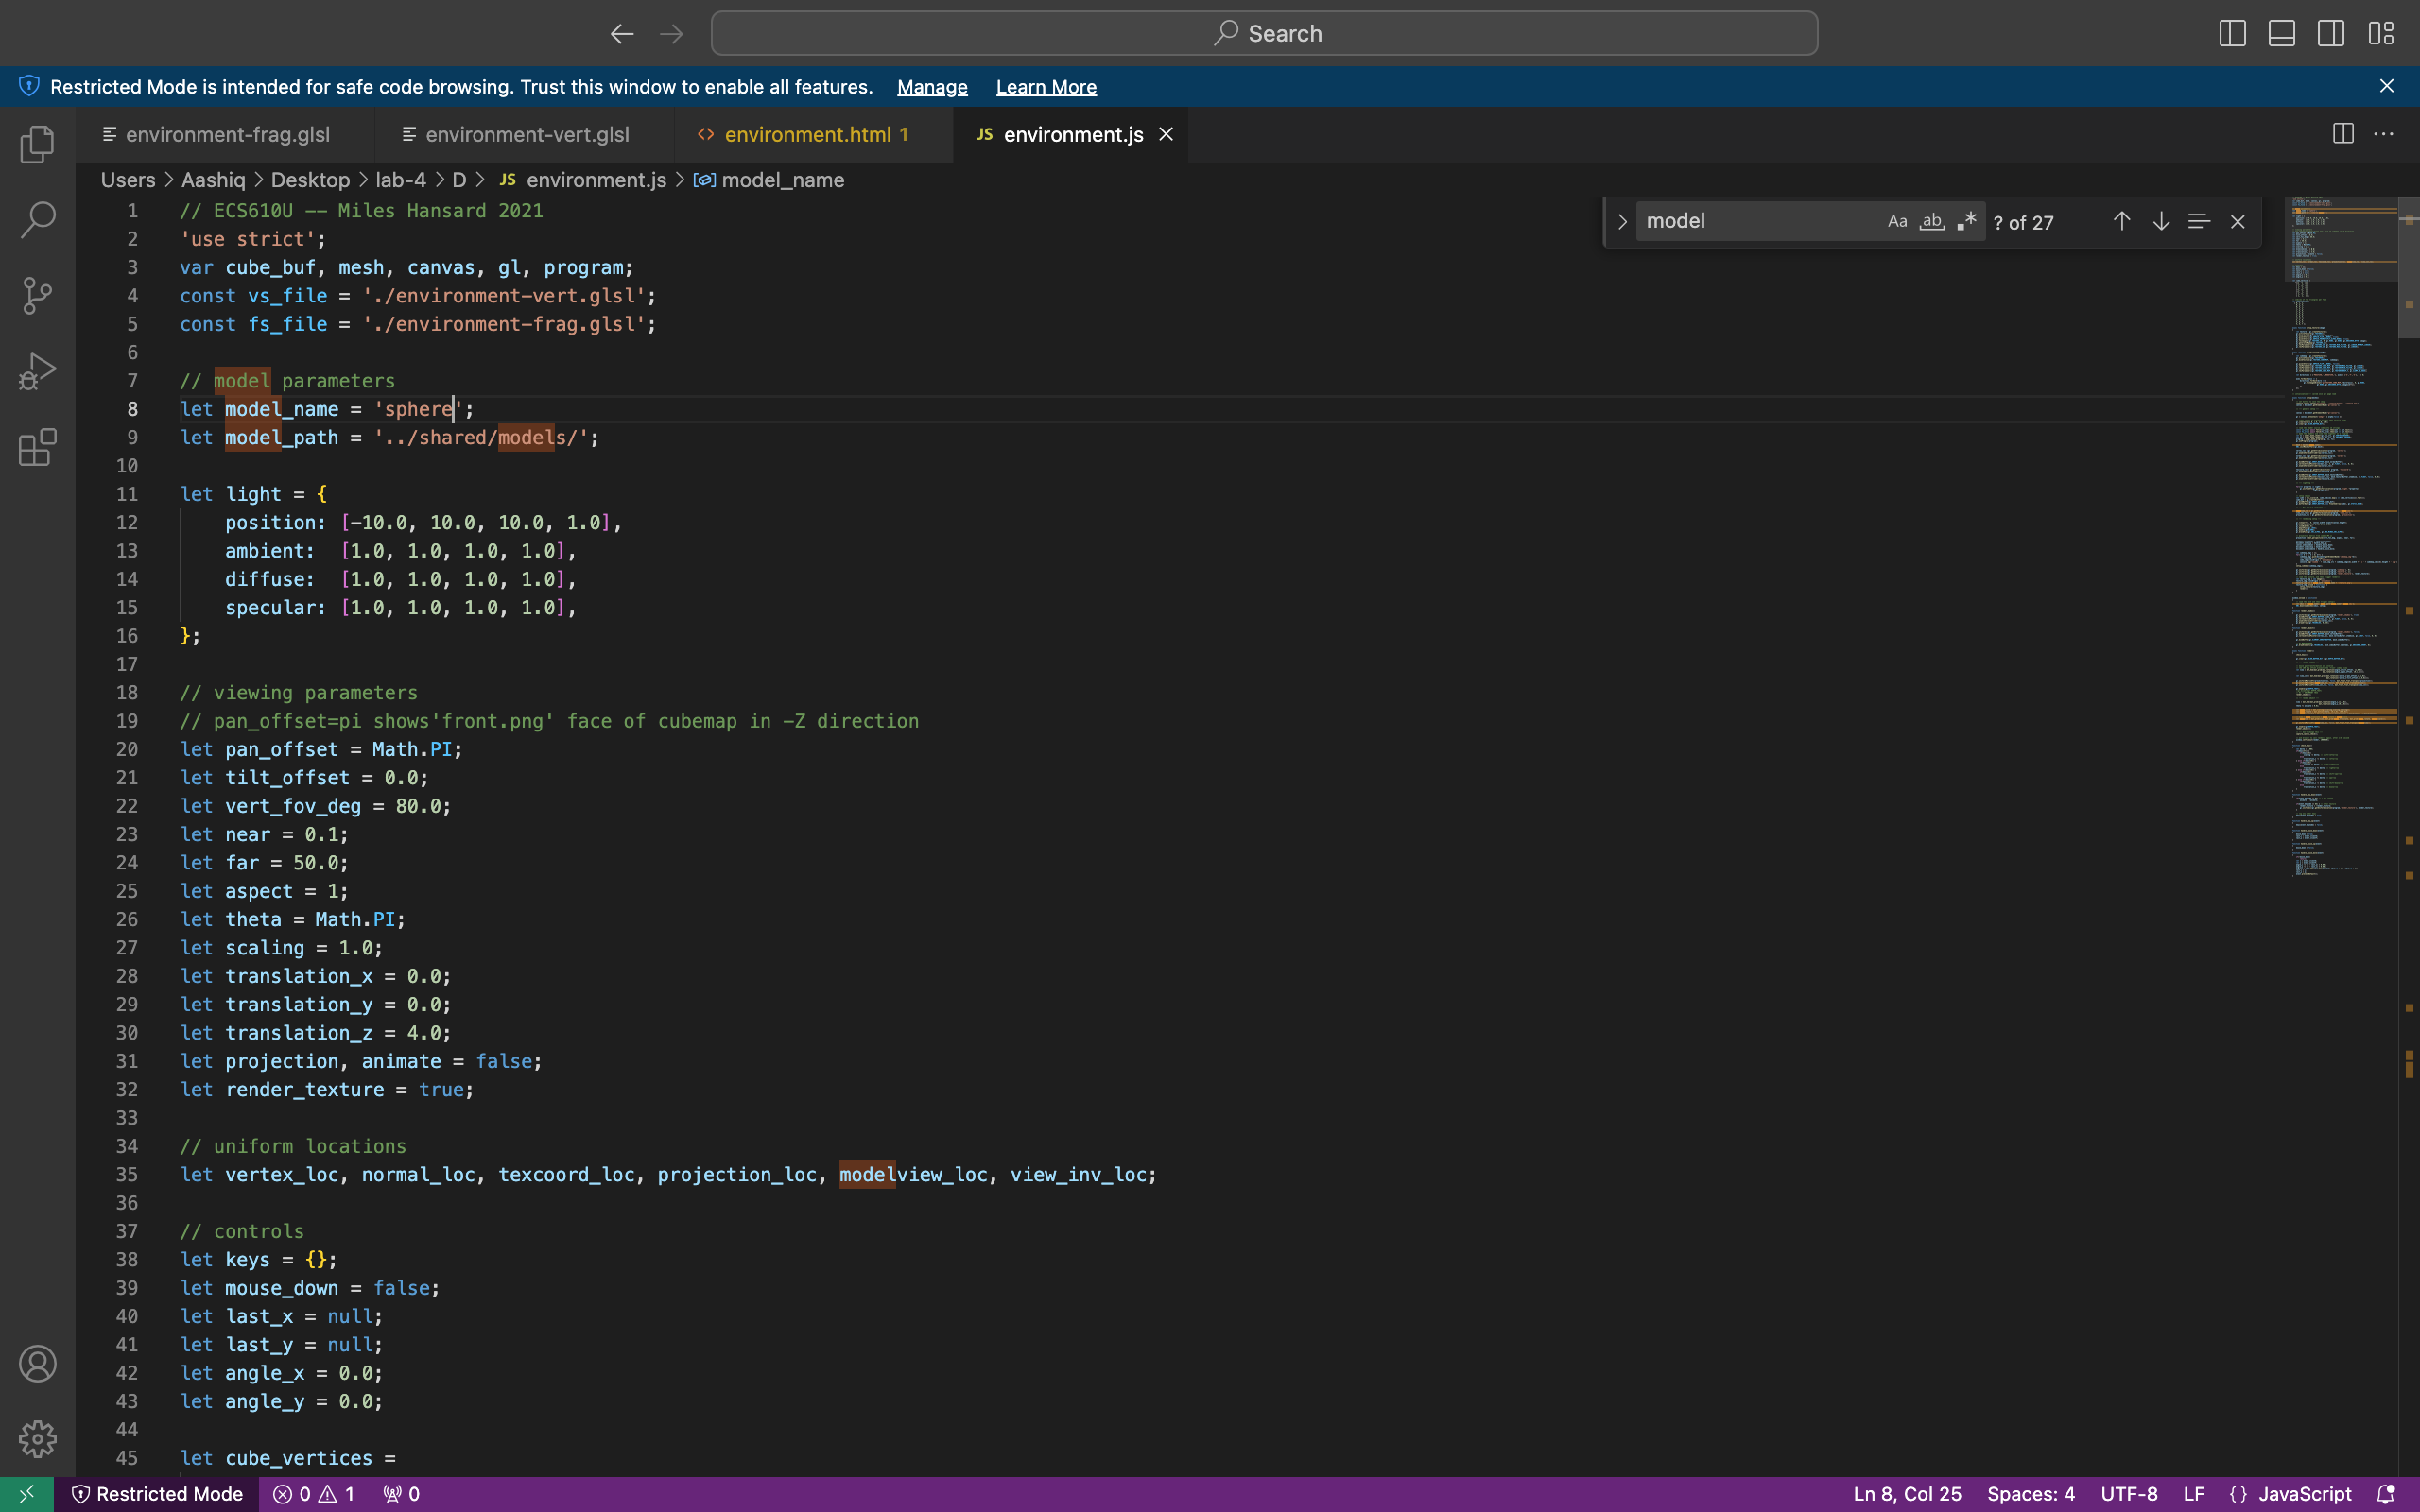 Search
Restricted Mode is intended for safe code browsing. Trust this window to enable all features. Manage Learn More
environment-frag.glsl environment-vert.glsl <> environment.html 1 JS environment.js
Users > Aashiq > Desktop > lab-4 > D > JS environment.js > model_name
model Aa ab .* ? of 27
1 // ECS610U -- Miles Hansard 2021
2 'use strict';
3 var cube_buf, mesh, canvas, gl, program;
4 const vs_file = './environment-vert.glsl';
5 const fs_file = './environment-frag.glsl';
6
7 // model parameters
8 let model_name = 'sphere';
9 let model_path = '../shared/models/';
10
11 let light = {
12 position: [-10.0, 10.0, 10.0, 1.0],
13 ambient: [1.0, 1.0, 1.0, 1.0],
14 diffuse: [1.0, 1.0, 1.0, 1.0],
15 specular: [1.0, 1.0, 1.0, 1.0],
16 };
17
18 // viewing parameters
19 // pan_offset=pi shows'front.png' face of cubemap in -Z direction
20 let pan_offset = Math.PI;
21 let tilt_offset = 0.0;
22 let vert_fov_deg = 80.0;
23 let near = 0.1;
24 let far = 50.0;
25 let aspect = 1;
26 let theta = Math.PI;
27 let scaling = 1.0;
28 let translation_x = 0.0;
29 let translation_y = 0.0;
30 let translation_z = 4.0;
31 let projection, animate = false;
32 let render_texture = true;
33
34 // uniform locations
35 let vertex_loc, normal_loc, texcoord_loc, projection_loc, modelview_loc, view_inv_loc;
36
37 // controls
38 let keys = {};
39 let mouse_down = false;
40 let last_x = null;
41 let last_y = null;
42 let angle_x = 0.0;
43 let angle_y = 0.0;
44
45 let cube_vertices =
Restricted Mode 0 1 0 Ln 8, Col 25 Spaces: 4 UTF-8 LF {} JavaScript